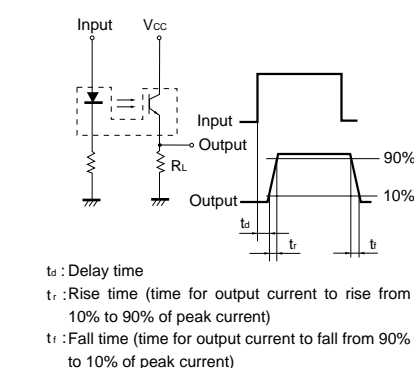 Input
Vcc
Input
Output
RL
90%
Output
10%
td
tr
tf
td : Delay time
tr : Rise time (time for output current to rise from
10% to 90% of peak current)
tf : Fall time (time for output current to fall from 90%
to 10% of peak current)